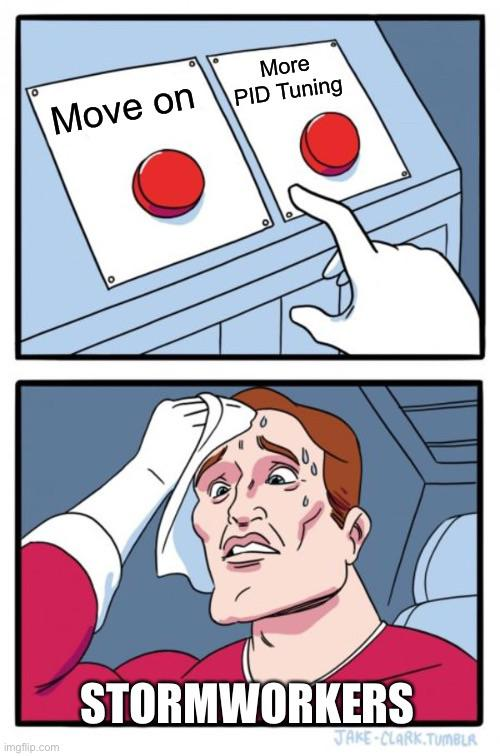 Move on
More
PID Tuning
STORMWORKERS
JAKE-CLARK.TUMBLR
imgflip.com